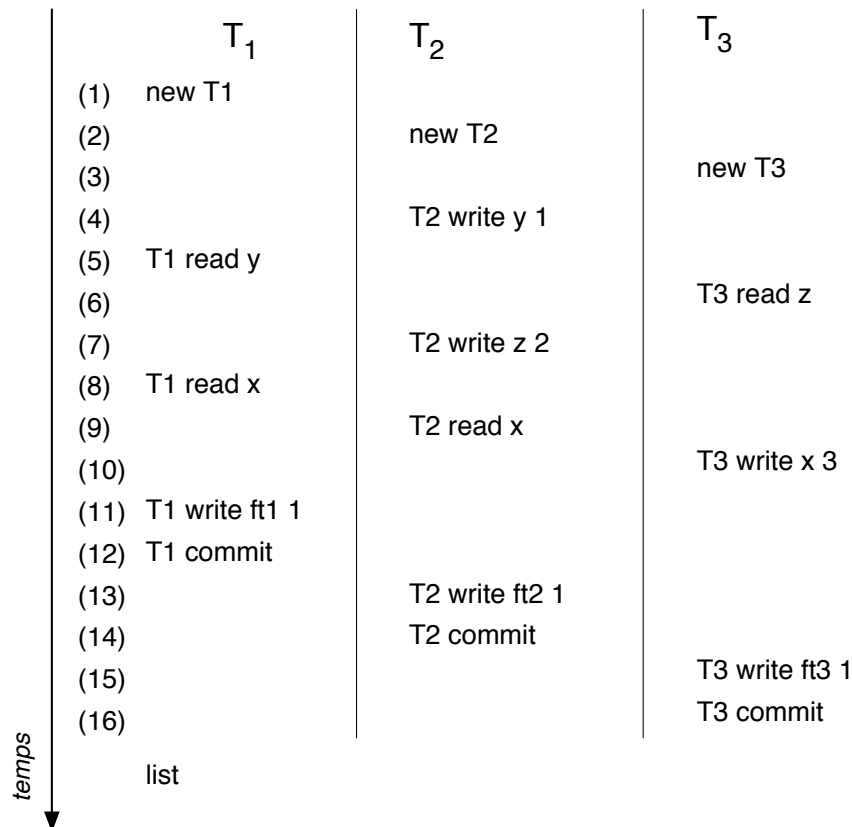 T1 T2 T3
(1) new T1
(2) new T2
(3) new T3
(4) T2 write y 1
(5) T1 read y
(6) T3 read z
(7) T2 write z 2
(8) T1 read x
(9) T2 read x
(10) T3 write x 3
(11) T1 write ft1 1
(12) T1 commit
(13) T2 write ft2 1
(14) T2 commit
(15) T3 write ft3 1
(16) T3 commit
list
temps